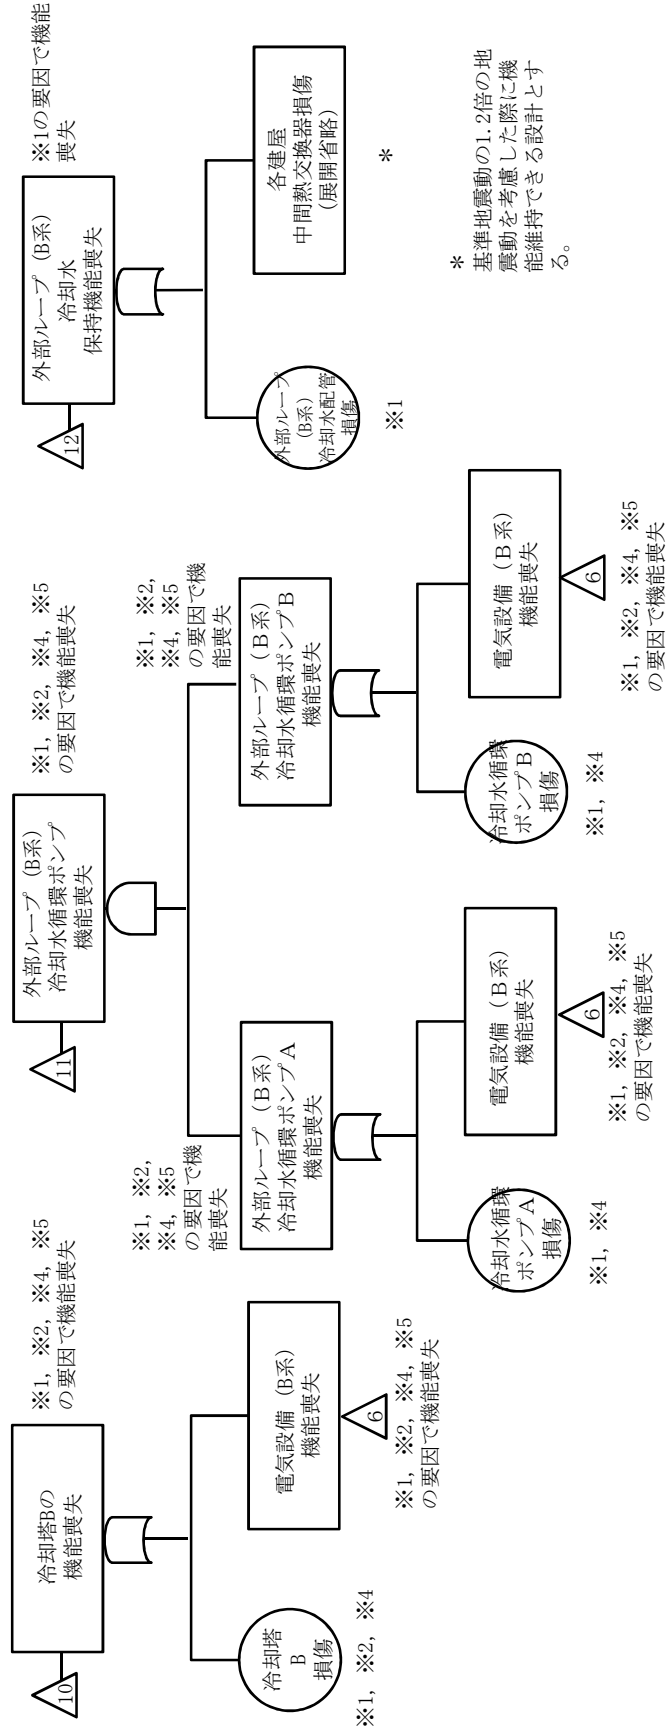 10
冷却塔Bの
機能喪失
※1, ※2, ※4, ※5
の要因で機能喪失
冷却塔
B
損傷
※1, ※2, ※4
電気設備（B系）
機能喪失
6
※1, ※2, ※4, ※5
の要因で機能喪失
11
外部ループ（B系）
冷却水循環ポンプ
機能喪失
※1, ※2, ※4, ※5
の要因で機能喪失
※1, ※2,
※4, ※5
の要因で機
能喪失
外部ループ（B系）
冷却水循環ポンプA
機能喪失
冷却水循環
ポンプA
損傷
※1, ※4
電気設備（B系）
機能喪失
6
※1, ※2, ※4, ※5
の要因で機能喪失
※1, ※2,
※4, ※5
の要因で機
能喪失
外部ループ（B系）
冷却水循環ポンプB
機能喪失
冷却水循環
ポンプB
損傷
※1, ※4
電気設備（B系）
機能喪失
6
※1, ※2, ※4, ※5
の要因で機能喪失
12
外部ループ（B系）
冷却水
保持機能喪失
※1の要因で機能
喪失
外部ループ
(B系)
冷却水配管
損傷
※1
各建屋
中間熱交換器損傷
(展開省略)
*
*
基準地震動の1.2倍の地
震動を考慮した際に機
能維持できる設計とす
る。